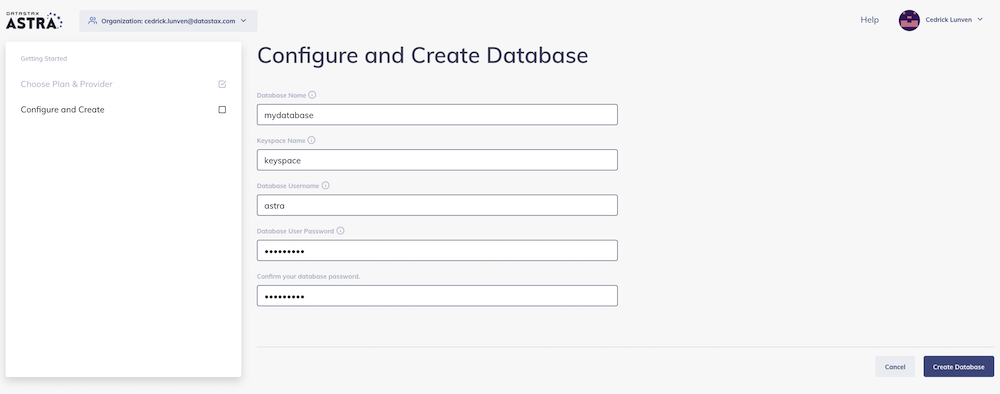 DATASTAX
ASTRA
Organization: cedrick.lunven@datastax.com
Help
Cedrick Lunven
Getting Started
Choose Plan & Provider
Configure and Create
Configure and Create Database
Database Name
mydatabase
Keyspace Name
keyspace
Database Username
astra
Database User Password
•••••••••
Confirm your database password.
•••••••••
Cancel
Create Database